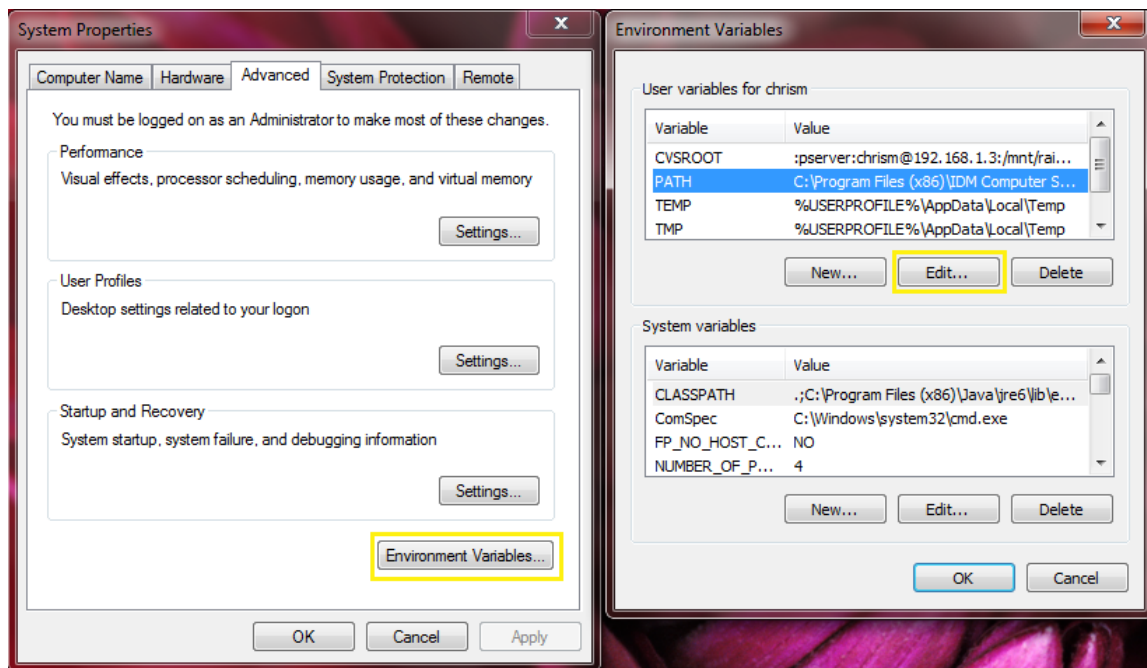 System Properties
Computer Name Hardware Advanced System Protection Remote
You must be logged on as an Administrator to make most of these changes.
Performance
Visual effects, processor scheduling, memory usage, and virtual memory
Settings...
User Profiles
Desktop settings related to your logon
Settings...
Startup and Recovery
System startup, system failure, and debugging information
Settings...
Environment Variables...
OK Cancel Apply
Environment Variables
User variables for chrism
Variable Value
CVSROOT :pserver:chrism@192.168.1.3:/mnt/rai...
PATH C:\Program Files (x86)\IDM Computer S...
TEMP %USERPROFILE%\AppData\Local\Temp
TMP %USERPROFILE%\AppData\Local\Temp
New... Edit... Delete
System variables
Variable Value
CLASSPATH .;C:\Program Files (x86)\Java\jre6\lib\e...
ComSpec C:\Windows\system32\cmd.exe
FP_NO_HOST_C... NO
NUMBER_OF_P... 4
New... Edit... Delete
OK Cancel